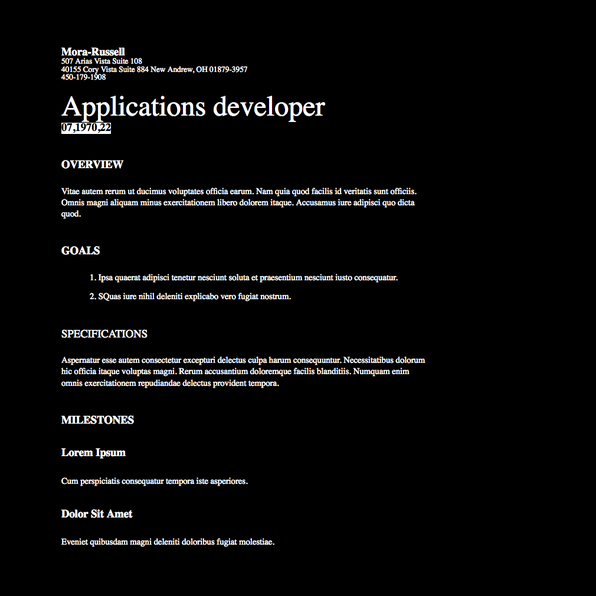 Mora-Russell
507 Arias Vista Suite 108
40155 Cory Vista Suite 884 New Andrew, OH 01879-3957
450-179-1908
Applications developer
07,1970,22
OVERVIEW
Vitae autem rerum ut ducimus voluptates officia earum. Nam quia quod facilis id veritatis sunt officiis.
Omnis magni aliquam minus exercitationem libero dolorem itaque. Accusamus iure adipisci quo dicta
quod.
GOALS
1. Ipsa quaerat adipisci tenetur nesciunt soluta et praesentium nesciunt iusto consequatur.
2. SQuas iure nihil deleniti explicabo vero fugiat nostrum.
SPECIFICATIONS
Aspernatur esse autem consectetur excepturi delectus culpa harum consequuntur. Necessitatibus dolorum
hic officia itaque voluptas magni. Rerum accusantium doloremque facilis blanditiis. Numquam enim
omnis exercitationem repudiandae delectus provident tempora.
MILESTONES
Lorem Ipsum
Cum perspiciatis consequatur tempora iste asperiores.
Dolor Sit Amet
Eveniet quibusdam magni deleniti doloribus fugiat molestiae.